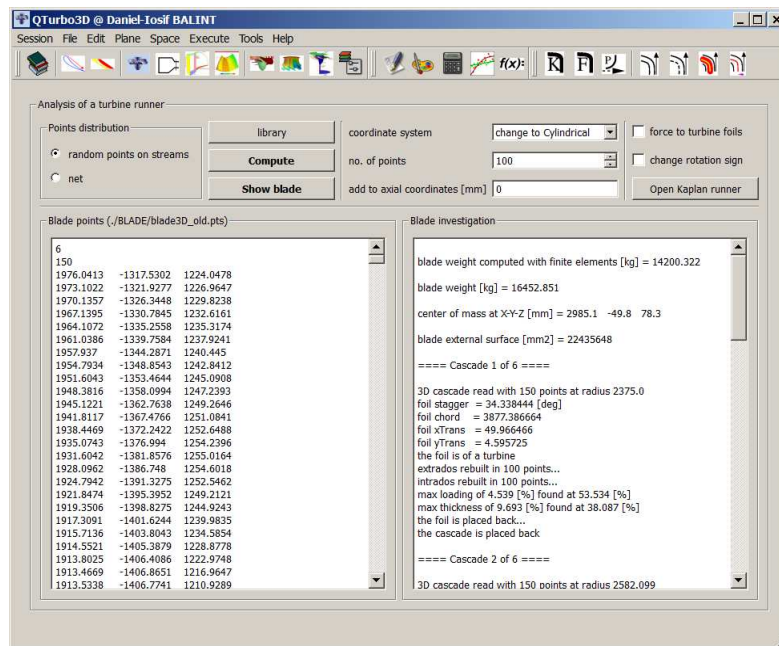 QTurbo3D @ Daniel-Iosif BALINT
Session File Edit Plane Space Execute Tools Help
f(x): K F P
Analysis of a turbine runner
Points distribution
random points on streams
net
library
Compute
Show blade
coordinate system change to Cylindrical
no. of points 100
add to axial coordinates [mm] 0
force to turbine foils
change rotation sign
Open Kaplan runner
Blade points (./BLADE/blade3D_old.pts)
6
150
1976.0413 -1317.5302 1224.0478
1973.1022 -1321.9277 1226.9647
1970.1357 -1326.3448 1229.8238
1967.1395 -1330.7845 1232.6161
1964.1072 -1335.2558 1235.3174
1961.0386 -1339.7584 1237.9241
1957.937 -1344.2871 1240.445
1954.7934 -1348.8543 1242.8412
1951.6043 -1353.4644 1245.0908
1948.3816 -1358.0994 1247.2393
1945.1221 -1362.7638 1249.2646
1941.8117 -1367.4766 1251.0841
1938.4469 -1372.2422 1252.6488
1935.0743 -1376.994 1254.2396
1931.6042 -1381.8576 1255.0164
1928.0962 -1386.748 1254.6018
1924.7942 -1391.3275 1252.5462
1921.8474 -1395.3952 1249.2121
1919.3506 -1398.8275 1244.9243
1917.3091 -1401.6244 1239.9835
1915.7136 -1403.8043 1234.5854
1914.5521 -1405.3879 1228.8778
1913.8025 -1406.4086 1222.9748
1913.4669 -1406.8651 1216.9647
1913.5338 -1406.7741 1210.9289
Blade investigation
blade weight computed with finite elements [kg] = 14200.322
blade weight [kg] = 16452.851
center of mass at X-Y-Z [mm] = 2985.1 -49.8 78.3
blade external surface [mm2] = 22435648
==== Cascade 1 of 6 ====
3D cascade read with 150 points at radius 2375.0
foil stagger = 34.338444 [deg]
foil chord = 3877.386664
foil xTrans = 49.966466
foil yTrans = 4.595725
the foil is of a turbine
extrados rebuilt in 100 points...
intrados rebuilt in 100 points...
max loading of 4.539 [%] found at 53.534 [%]
max thickness of 9.693 [%] found at 38.087 [%]
the foil is placed back...
the cascade is placed back
==== Cascade 2 of 6 ====
3D cascade read with 150 points at radius 2582.099